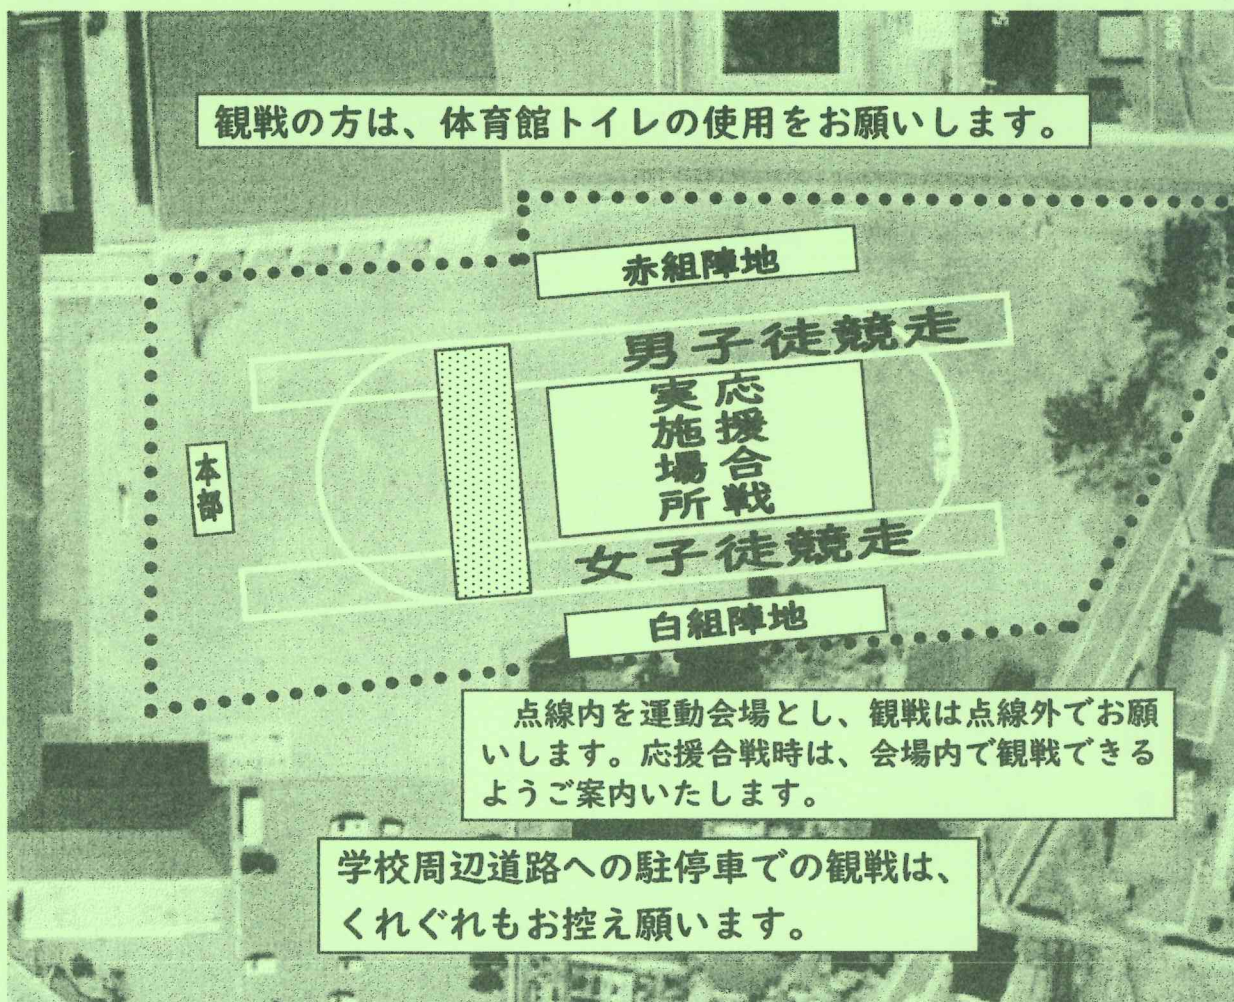 観戦の方は、体育館トイレの使用をお願いします。
赤組陣地
男子徒競走
応援合戦
実施場所
本部
女子徒競走
白組陣地
点線内を運動会場とし、観戦は点線外でお願
いします。応援合戦時は、会場内で観戦できる
ようご案内いたします。
学校周辺道路への駐停車での観戦は、
くれぐれもお控え願います。